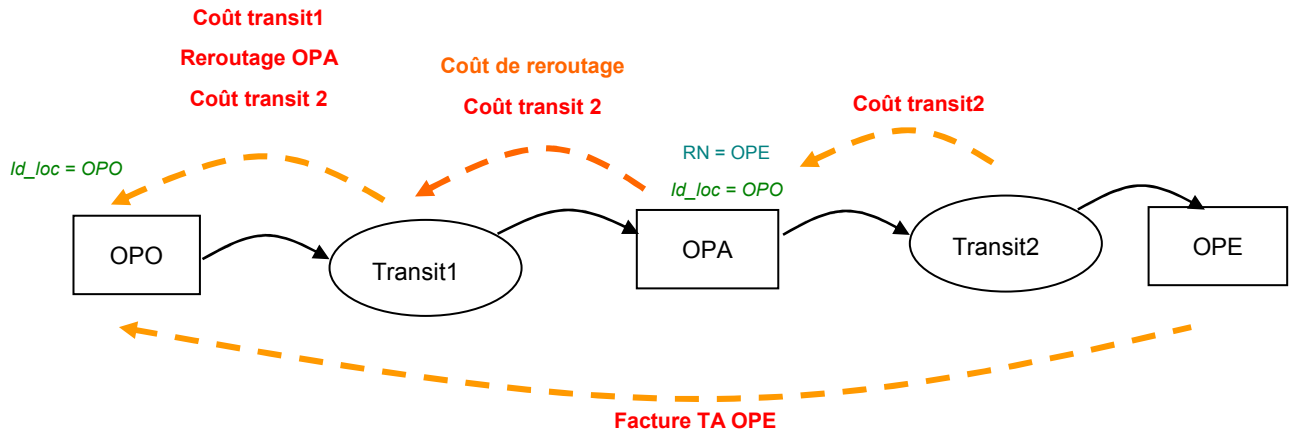 Coût transit1
Reroutage OPA
Coût transit 2
Coût de reroutage
Coût transit 2
Coût transit2
Id_loc = OPO
RN = OPE
Id_loc = OPO
OPO
Transit1
OPA
Transit2
OPE
Facture TA OPE